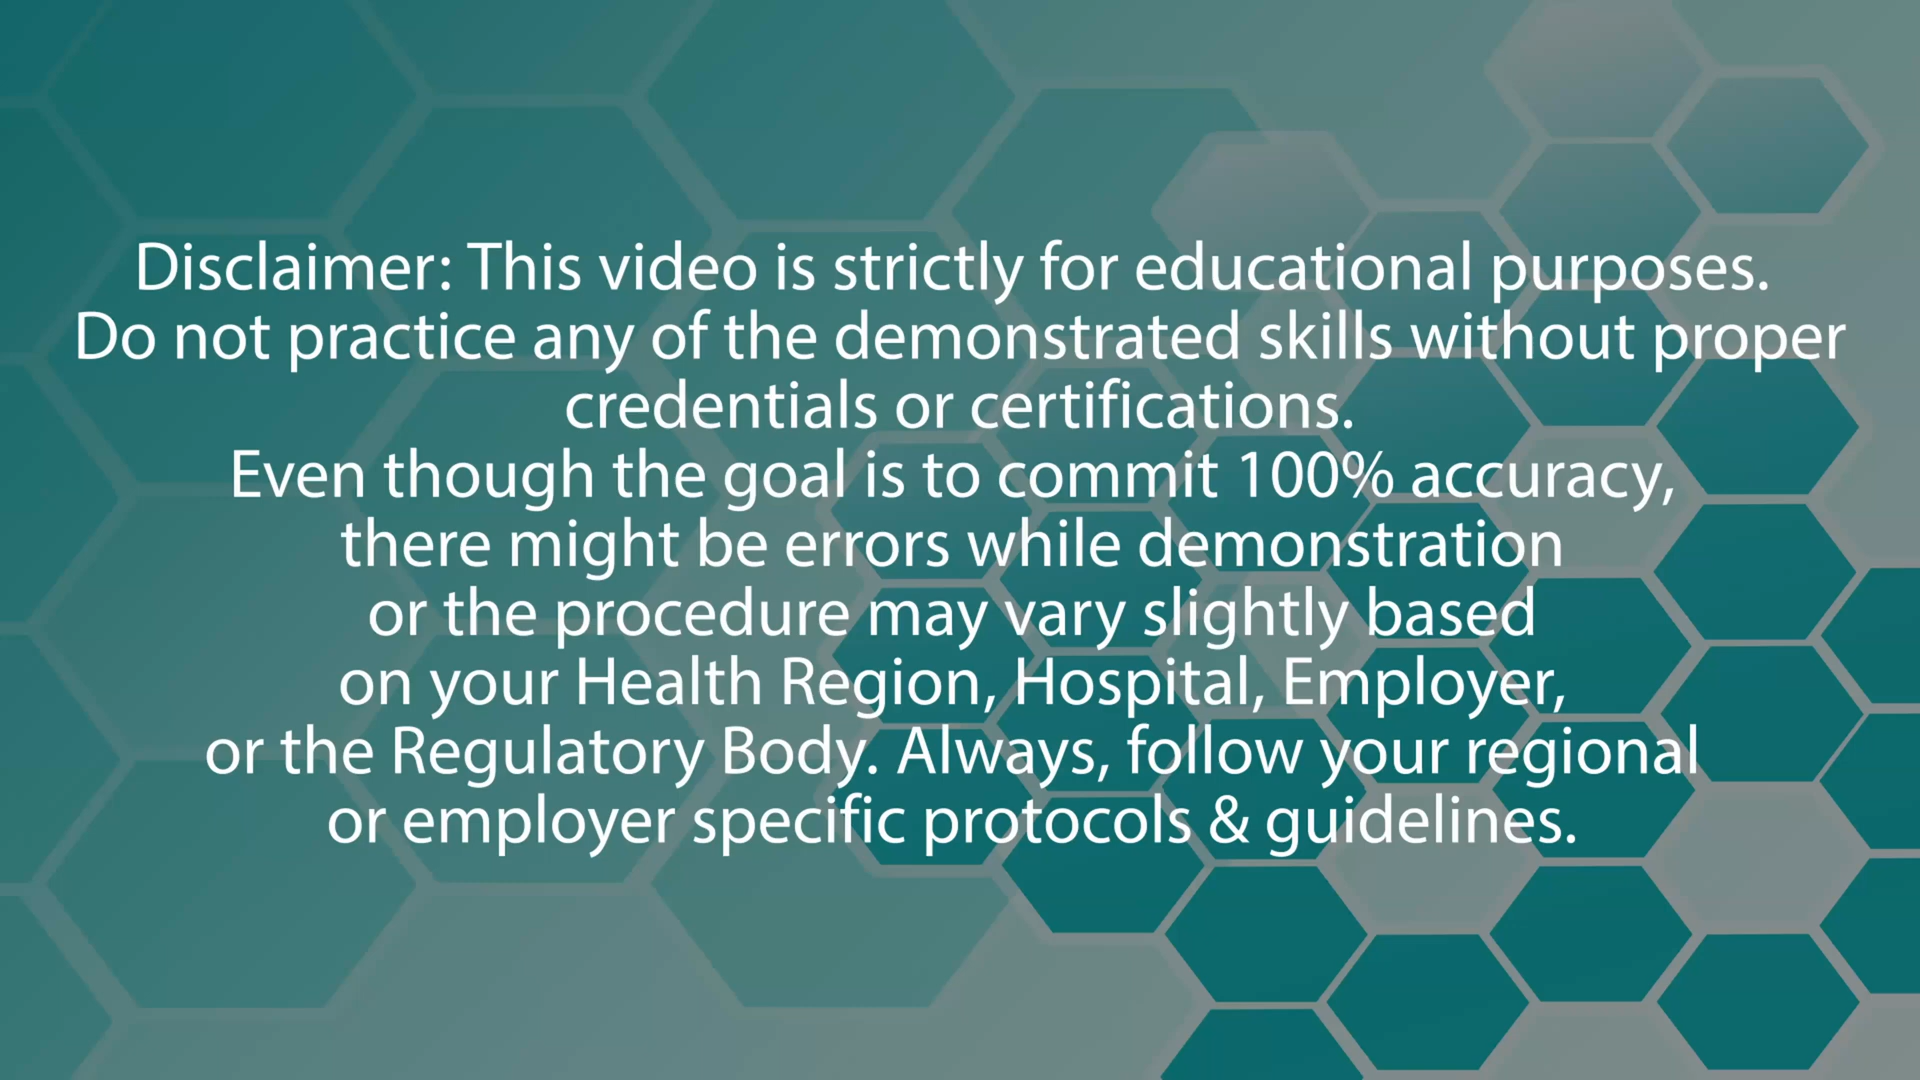 Disclaimer: This video is strictly for educational purposes.
Do not practice any of the demonstrated skills without proper
credentials or certifications.
Even though the goal is to commit 100% accuracy,
there might be errors while demonstration
or the procedure may vary slightly based
on your Health Region, Hospital, Employer,
or the Regulatory Body. Always, follow your regional
or employer specific protocols & guidelines.